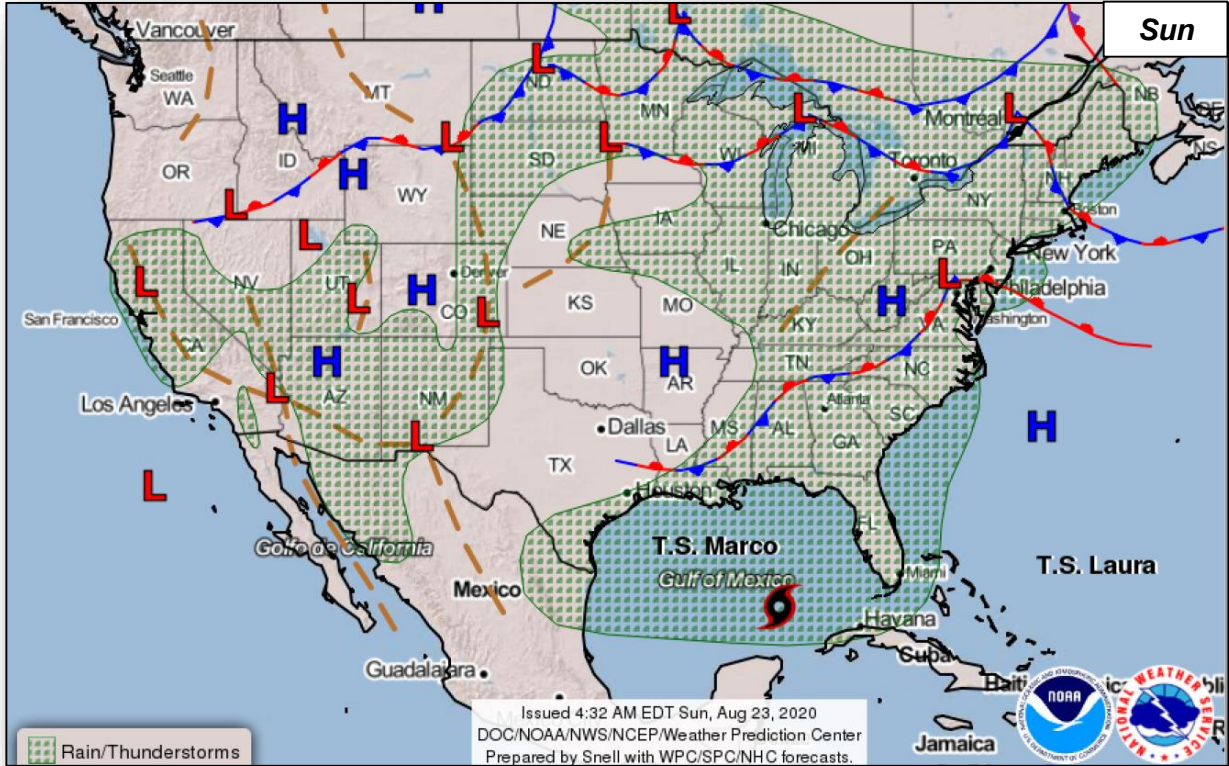 Sun
H
L
Vancouver
Seattle
WA
MT
ND
L
MN
L
NB
H
L
L
L
L
Montréal
NS
OR
ID
H
WY
SD
WI
MI
Toronto
NH
L
IA
NY
Boston
L
NE
Chicago
PA
New York
L
NV
UT
H
Denver
IL
IN
OH
L
Philadelphia
San Francisco
L
CO
L
KS
MO
H
VA
Washington
CA
KY
H
OK
H
TN
NC
Los Angeles
L
AZ
NM
AR
Atlanta
SC
H
L
Dallas
MS
AL
GA
L
TX
LA
Houston
FL
Golfo de California
T.S. Marco
T.S. Laura
Mexico
Gulf of Mexico
Miami
Havana
Cuba
Guadalajara
NOAA
NATIONAL WEATHER SERVICE
Jamaica
Rain/Thunderstorms
Issued 4:32 AM EDT Sun, Aug 23, 2020
DOC/NOAA/NWS/NCEP/Weather Prediction Center
Prepared by Snell with WPC/SPC/NHC forecasts.